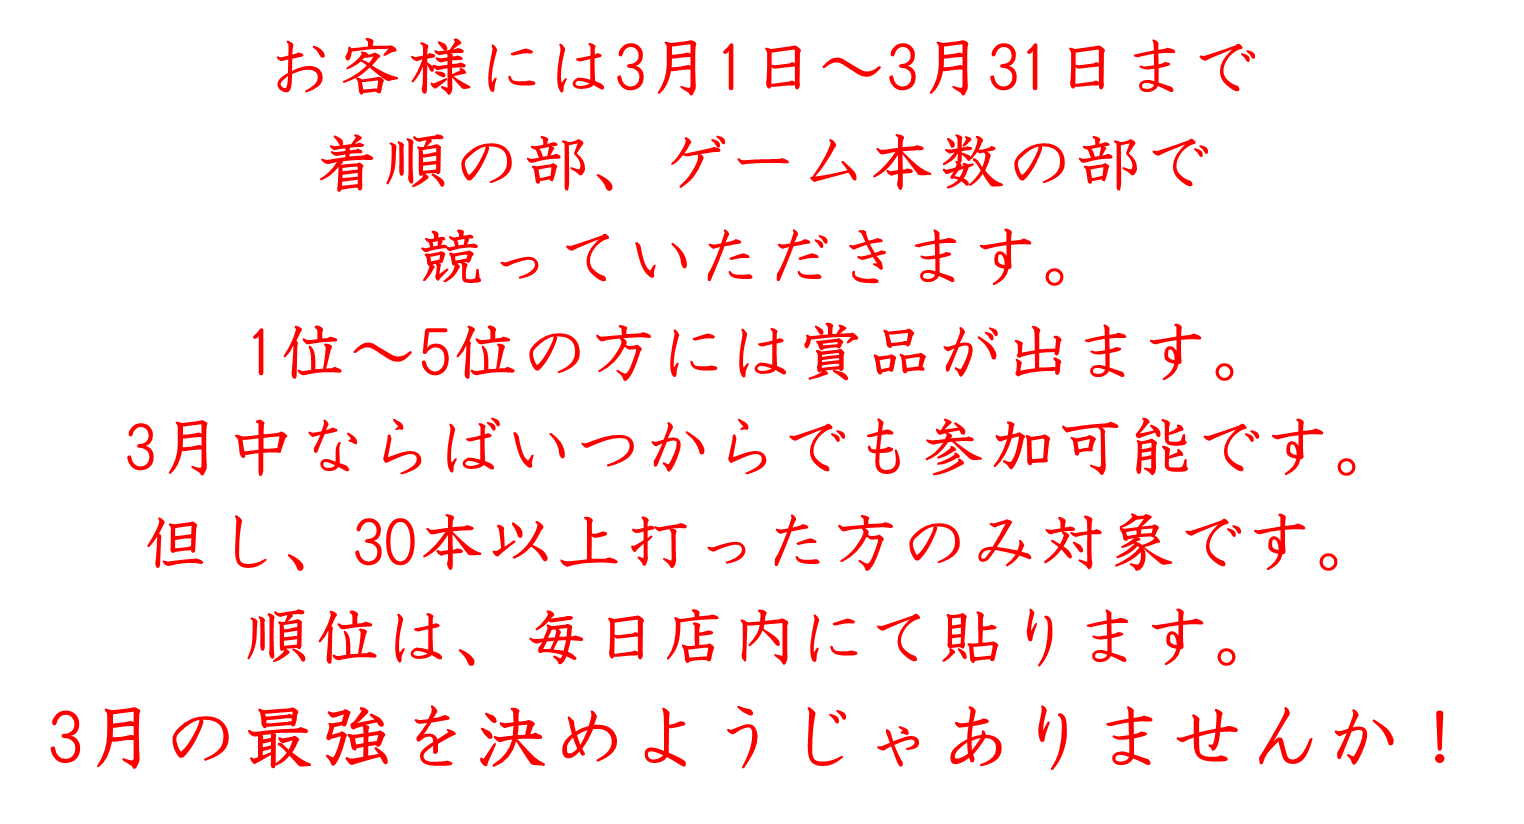 お客様には3月1日～3月31日まで
着順の部、ゲーム本数の部で
競っていただきます。
1位～5位の方には賞品が出ます。
3月中ならばいつからでも参加可能です。
但し、30本以上打った方のみ対象です。
順位は、毎日店内にて貼ります。
3月の最強を決めようじゃありませんか！